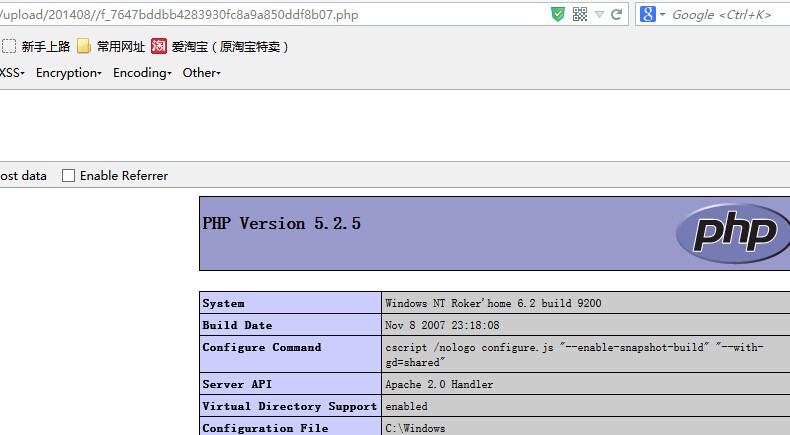 /upload/201408//f_7647bddbb4283930fc8a9a850ddf8b07.php
Google <Ctrl+K>
新手上路 常用网址 淘 爱淘宝（原淘宝特卖）
XSS Encryption Encoding Other
ost data Enable Referrer
PHP Version 5.2.5
php
System Windows NT Roker'home 6.2 build 9200
Build Date Nov 8 2007 23:18:08
Configure Command cscript /nologo configure.js "--enable-snapshot-build" "--with-
gd=shared"
Server API Apache 2.0 Handler
Virtual Directory Support enabled
Configuration File C:\Windows